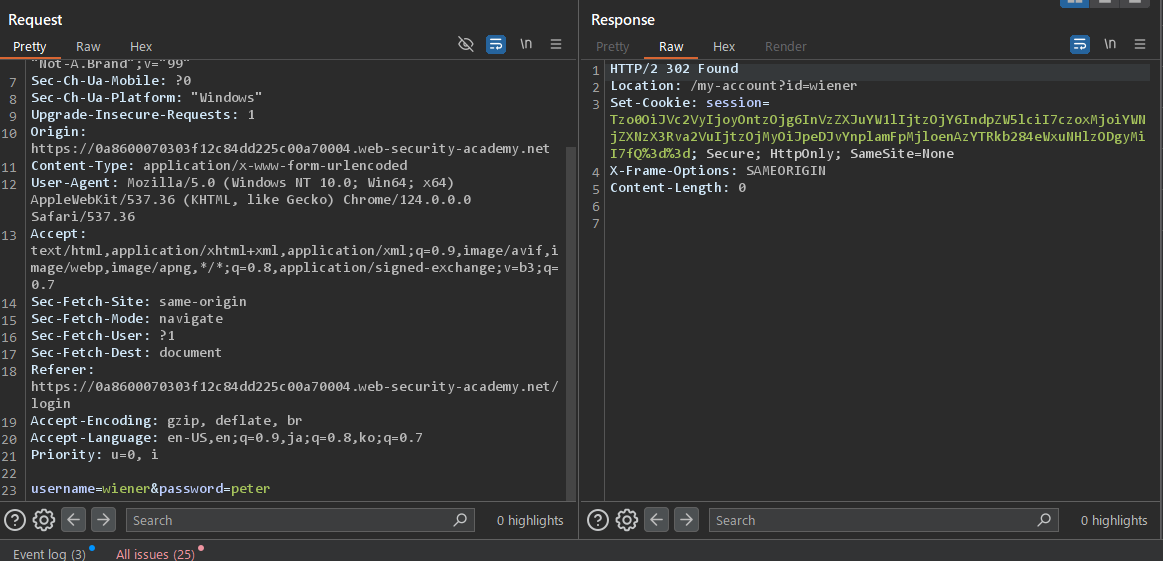 Request
Pretty Raw Hex
\n
"Not-A.Brand";v="99"
7 Sec-Ch-Ua-Mobile: ?0
8 Sec-Ch-Ua-Platform: "Windows"
9 Upgrade-Insecure-Requests: 1
10 Origin:
https://0a8600070303f12c84dd225c00a70004.web-security-academy.net
11 Content-Type: application/x-www-form-urlencoded
12 User-Agent: Mozilla/5.0 (Windows NT 10.0; Win64; x64)
AppleWebKit/537.36 (KHTML, like Gecko) Chrome/124.0.0.0
Safari/537.36
13 Accept:
text/html,application/xhtml+xml,application/xml;q=0.9,image/avif,i
mage/webp,image/apng,*/*;q=0.8,application/signed-exchange;v=b3;q=
0.7
14 Sec-Fetch-Site: same-origin
15 Sec-Fetch-Mode: navigate
16 Sec-Fetch-User: ?1
17 Sec-Fetch-Dest: document
18 Referer:
https://0a8600070303f12c84dd225c00a70004.web-security-academy.net/
login
19 Accept-Encoding: gzip, deflate, br
20 Accept-Language: en-US,en;q=0.9,ja;q=0.8,ko;q=0.7
21 Priority: u=0, i
22
23 username=wiener&password=peter
Search
0 highlights
Response
Pretty Raw Hex Render
\n
1 HTTP/2 302 Found
2 Location: /my-account?id=wiener
3 Set-Cookie: session=
Tzo0OiJVc2VyIjoyOntzOjg6InVzZXJuYW1lIjtzOjY6IndpZW5lciI7czoxMjoiYWN
jZXNzX3Rva2VuIjtzOjMyOiJpeDJvYnplamFpMjloenAzYTRkb284eWxuNHlzODgyMi
I7fQ%3d%3d; Secure; HttpOnly; SameSite=None
4 X-Frame-Options: SAMEORIGIN
5 Content-Length: 0
6
7
Search
0 highlights
Event log (3) All issues (25)